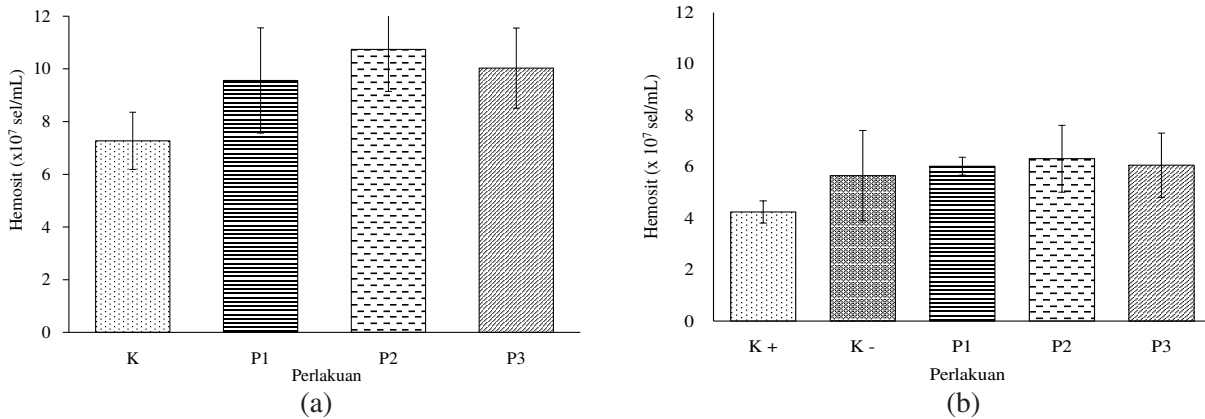 12
10
8
6
4
2
0
Hemosit (x10⁷ sel/mL)
K P1 P2 P3
Perlakuan
(a)
12
10
8
6
4
2
0
Hemosit (x 10⁷ sel/mL)
K + K - P1 P2 P3
Perlakuan
(b)